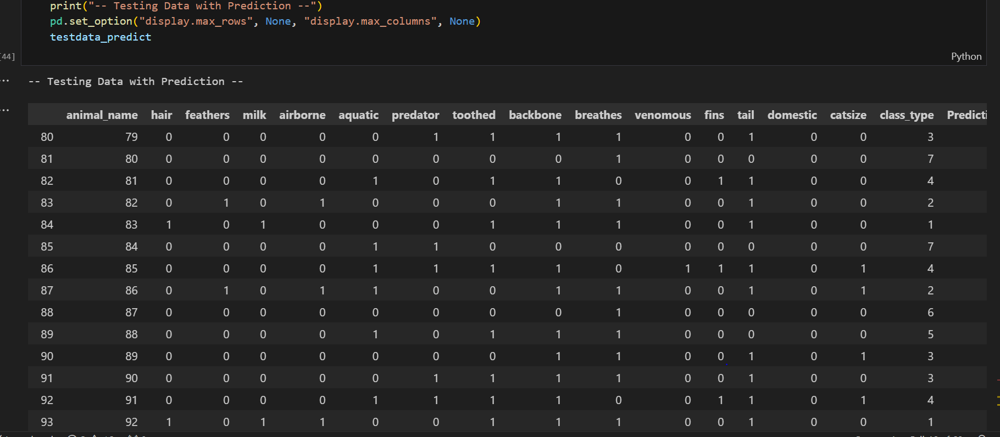 print("-- Testing Data with Prediction --")
pd.set_option("display.max_rows", None, "display.max_columns", None)
testdata_predict
[44]
Python
-- Testing Data with Prediction --
animal_name hair feathers milk airborne aquatic predator toothed backbone breathes venomous fins tail domestic catsize class_type Predicti
80 79 0 0 0 0 0 1 1 1 1 0 0 1 0 0 3
81 80 0 0 0 0 0 0 0 0 1 0 0 0 0 0 7
82 81 0 0 0 0 1 0 1 1 0 0 1 1 0 0 4
83 82 0 1 0 1 0 0 0 1 1 0 0 1 0 0 2
84 83 1 0 1 0 0 0 1 1 1 0 0 1 0 0 1
85 84 0 0 0 0 1 1 0 0 0 0 0 0 0 0 7
86 85 0 0 0 0 1 1 1 1 0 1 1 1 0 1 4
87 86 0 1 0 1 1 0 0 1 1 0 0 1 0 1 2
88 87 0 0 0 0 0 0 0 0 1 0 0 0 0 0 6
89 88 0 0 0 0 1 0 1 1 1 0 0 0 0 0 5
90 89 0 0 0 0 0 0 0 1 1 0 0 1 0 1 3
91 90 0 0 0 0 0 1 1 1 1 0 0 1 0 0 3
92 91 0 0 0 0 1 1 1 1 0 0 1 1 0 1 4
93 92 1 0 1 1 0 0 1 1 1 0 0 1 0 0 1